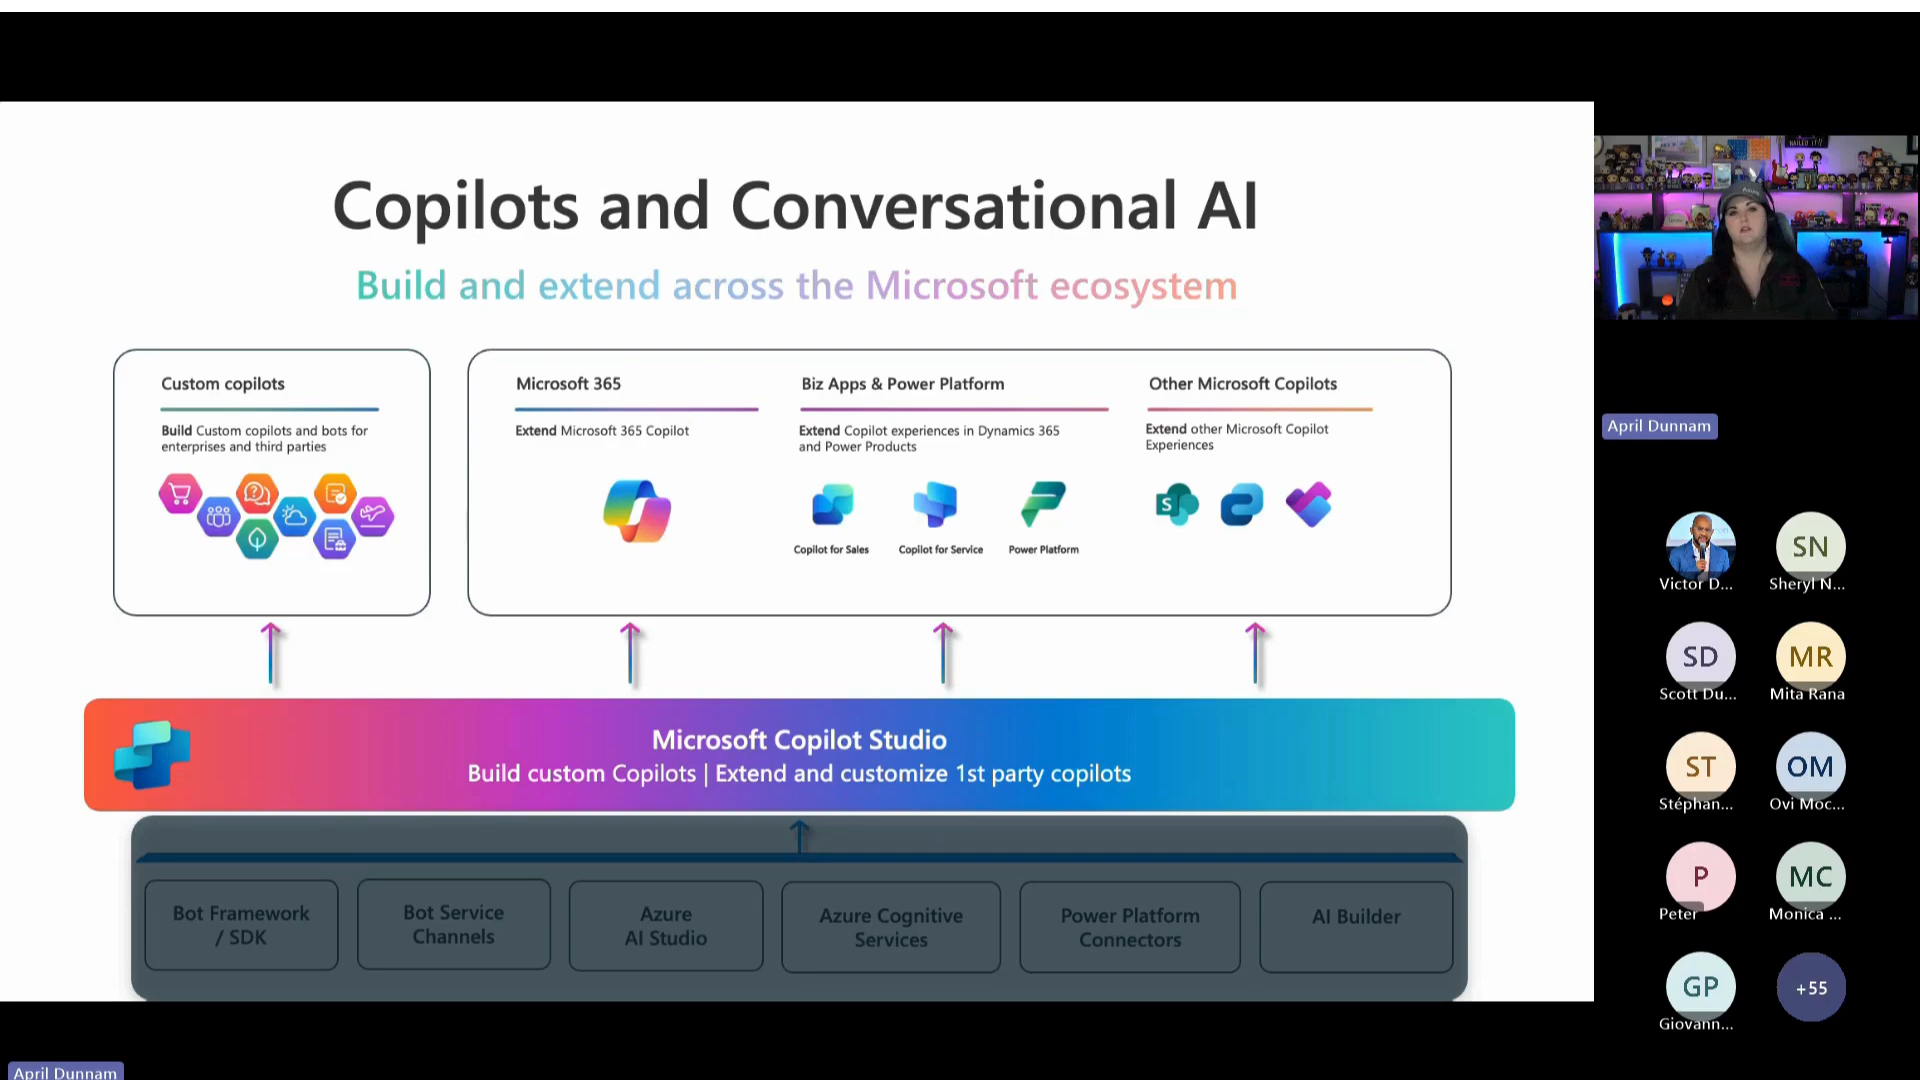 Copilots and Conversational AI
Build and extend across the Microsoft ecosystem
Custom copilots
Build Custom copilots and bots for
enterprises and third parties
Microsoft 365
Extend Microsoft 365 Copilot
Biz Apps & Power Platform
Extend Copilot experiences in Dynamics 365
and Power Products
Copilot for Sales
Copilot for Service
Power Platform
Other Microsoft Copilots
Extend other Microsoft Copilot
Experiences
S
Microsoft Copilot Studio
Build custom Copilots | Extend and customize 1st party copilots
Bot Framework
/ SDK
Bot Service
Channels
Azure
AI Studio
Azure Cognitive
Services
Power Platform
Connectors
AI Builder
NAILED IT!!
April Dunnam
Victor D...
SN
Sheryl N...
SD
Scott Du...
MR
Mita Rana
ST
Stéphan...
OM
Ovi Moc...
P
Peter
MC
Monica ...
GP
Giovann...
+55
April Dunnam